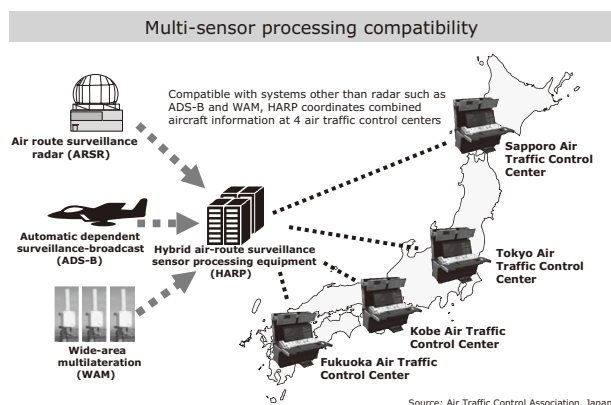 Multi-sensor processing compatibility
Compatible with systems other than radar such as
ADS-B and WAM, HARP coordinates combined
aircraft information at 4 air traffic control centers
Air route surveillance
radar (ARSR)
Sapporo Air
Traffic Control
Center
Automatic dependent
surveillance-broadcast
(ADS-B)
Hybrid air-route surveillance
sensor processing equipment
(HARP)
Tokyo Air
Traffic Control
Center
Wide-area
multilateration
(WAM)
Kobe Air Traffic
Control Center
Fukuoka Air Traffic
Control Center
Source: Air Traffic Control Association, Japan